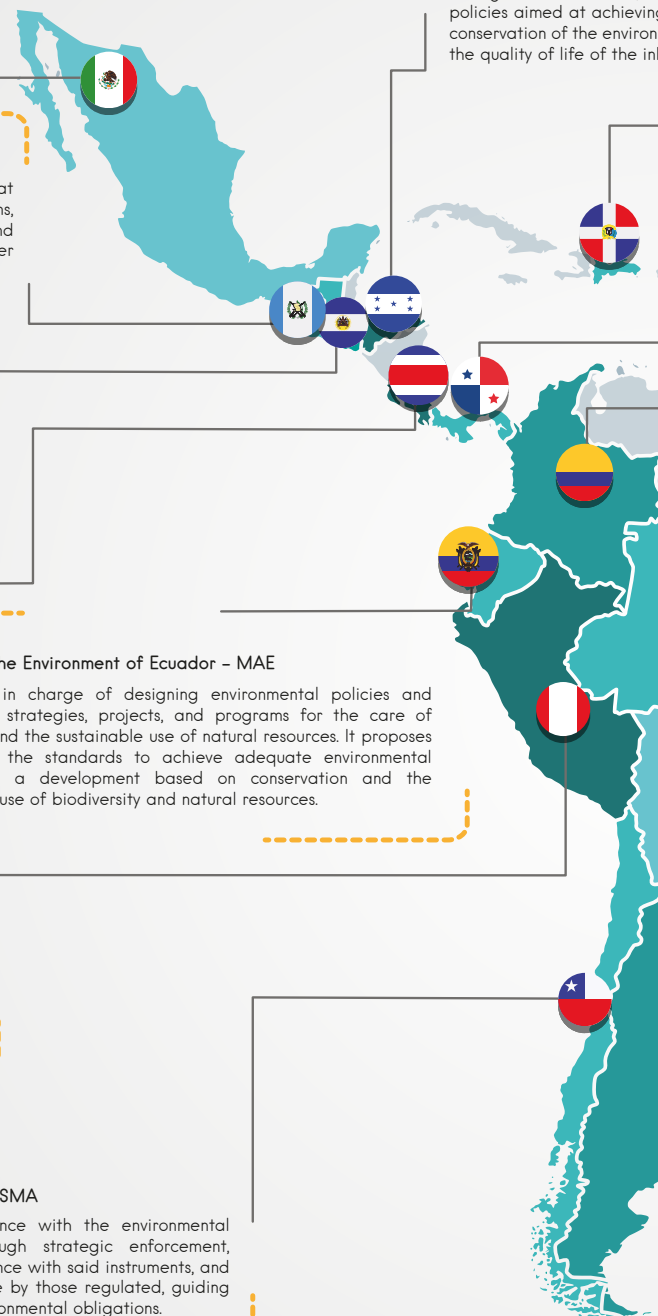 policies aimed at achieving
conservation of the environ
the quality of life of the in
at
ns,
nd
er
he Environment of Ecuador – MAE
in charge of designing environmental policies and
strategies, projects, and programs for the care of
nd the sustainable use of natural resources. It proposes
the standards to achieve adequate environmental
a development based on conservation and the
use of biodiversity and natural resources.
SMA
nce with the environmental
ugh strategic enforcement,
nce with said instruments, and
e by those regulated, guiding
onmental obligations.